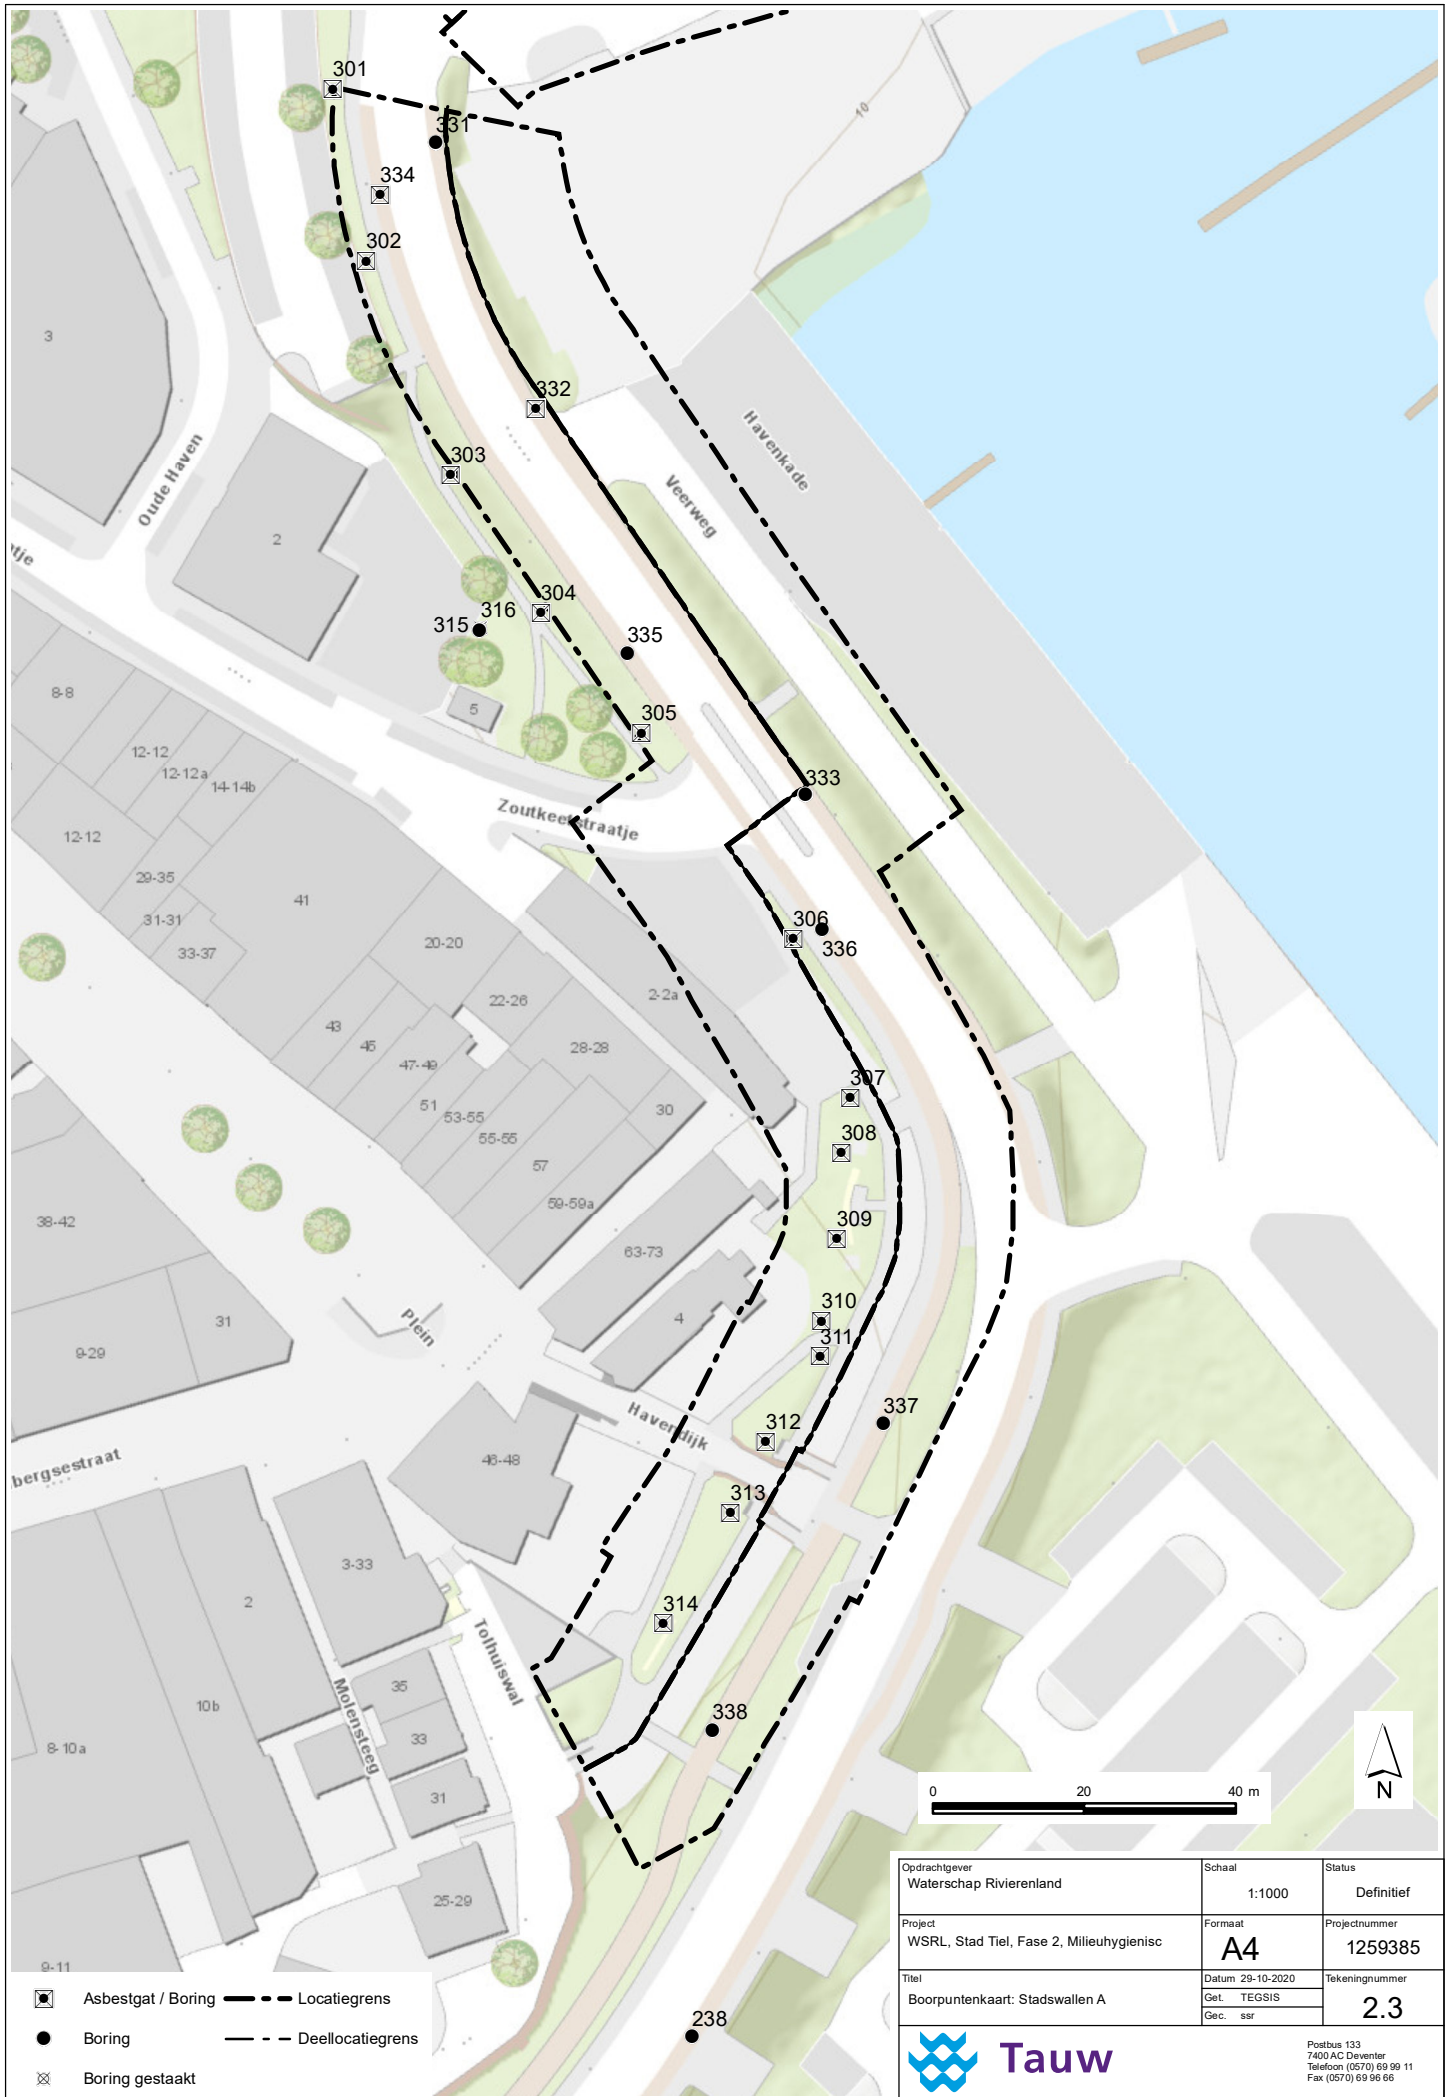 301
331
334
302
10
3
332
303
Havenkade
Veerweg
Oude Haven
2
tje
304
316
315
335
8-8
5
305
12-12
12-12a
14-14b
333
Zoutkeetstraatje
12-12
29-35
31-31
33-37
41
20-20
306
336
2-2a
22-26
43
45
47-49
28-28
51
53-55
55-55
30
57
59-59a
307
308
309
38-42
63-73
310
311
4
31
9-29
Plein
337
Havendijk
312
46-48
bergsestraat
313
3-33
2
314
Tolhuiswal
Molensteeg
35
10b
33
8-10a
31
338
25-29
9-11
238
0 20 40 m
N
Asbestgat / Boring
Locatiegrens
Boring
Deellocatiegrens
Boring gestaakt
Opdrachtgever
Waterschap Rivierenland
Schaal
1:1000
Status
Definitief
Project
WSRL, Stad Tiel, Fase 2, Milieuhygienisc
Formaat
A4
Projectnummer
1259385
Titel
Boorpuntenkaart: Stadswallen A
Datum 29-10-2020
Get. TEGSIS
Gec. ssr
Tekeningnummer
2.3
Tauw
Postbus 133
7400 AC Deventer
Telefoon (0570) 69 99 11
Fax (0570) 69 96 66